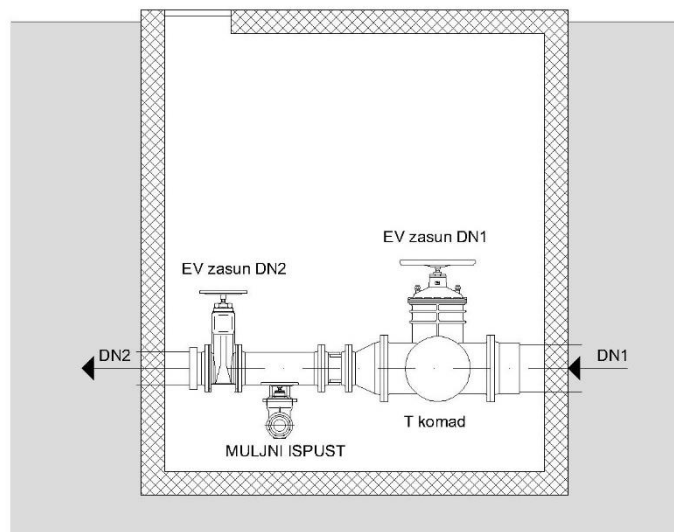 EV zasun DN1
EV zasun DN2
DN2
DN1
T komad
MULJNI ISPUST